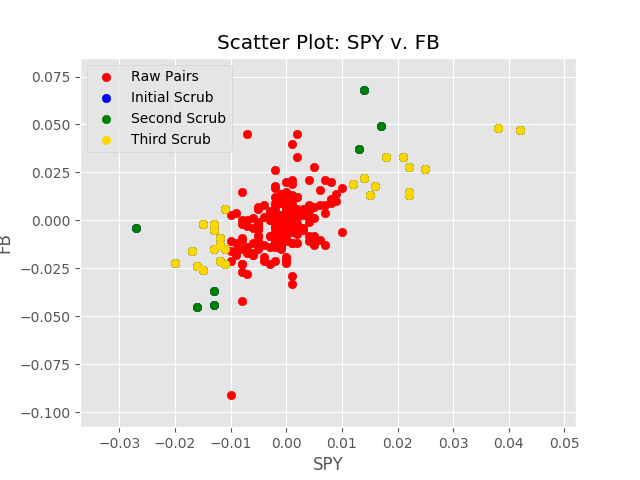 Scatter Plot: SPY v. FB
Raw Pairs
Initial Scrub
Second Scrub
Third Scrub
0.075
0.050
0.025
0.000
−0.025
−0.050
−0.075
−0.100
FB
−0.03 −0.02 −0.01 0.00 0.01 0.02 0.03 0.04 0.05
SPY